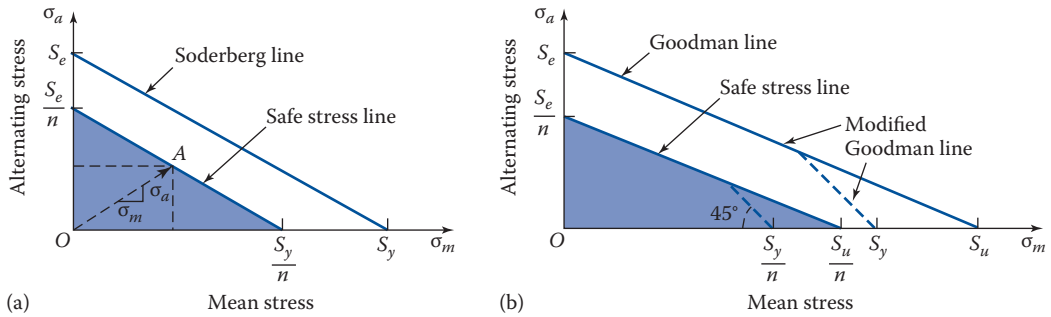 σa
Alternating stress
Se
Se
n
Soderberg line
Safe stress line
A
σa
σm
O
Sy
n
Sy
σm
(a)
Mean stress
σa
Alternating stress
Se
Se
n
Goodman line
Safe stress line
Modified
Goodman line
45°
O
Sy
n
Su
n
Sy
Su
σm
(b)
Mean stress